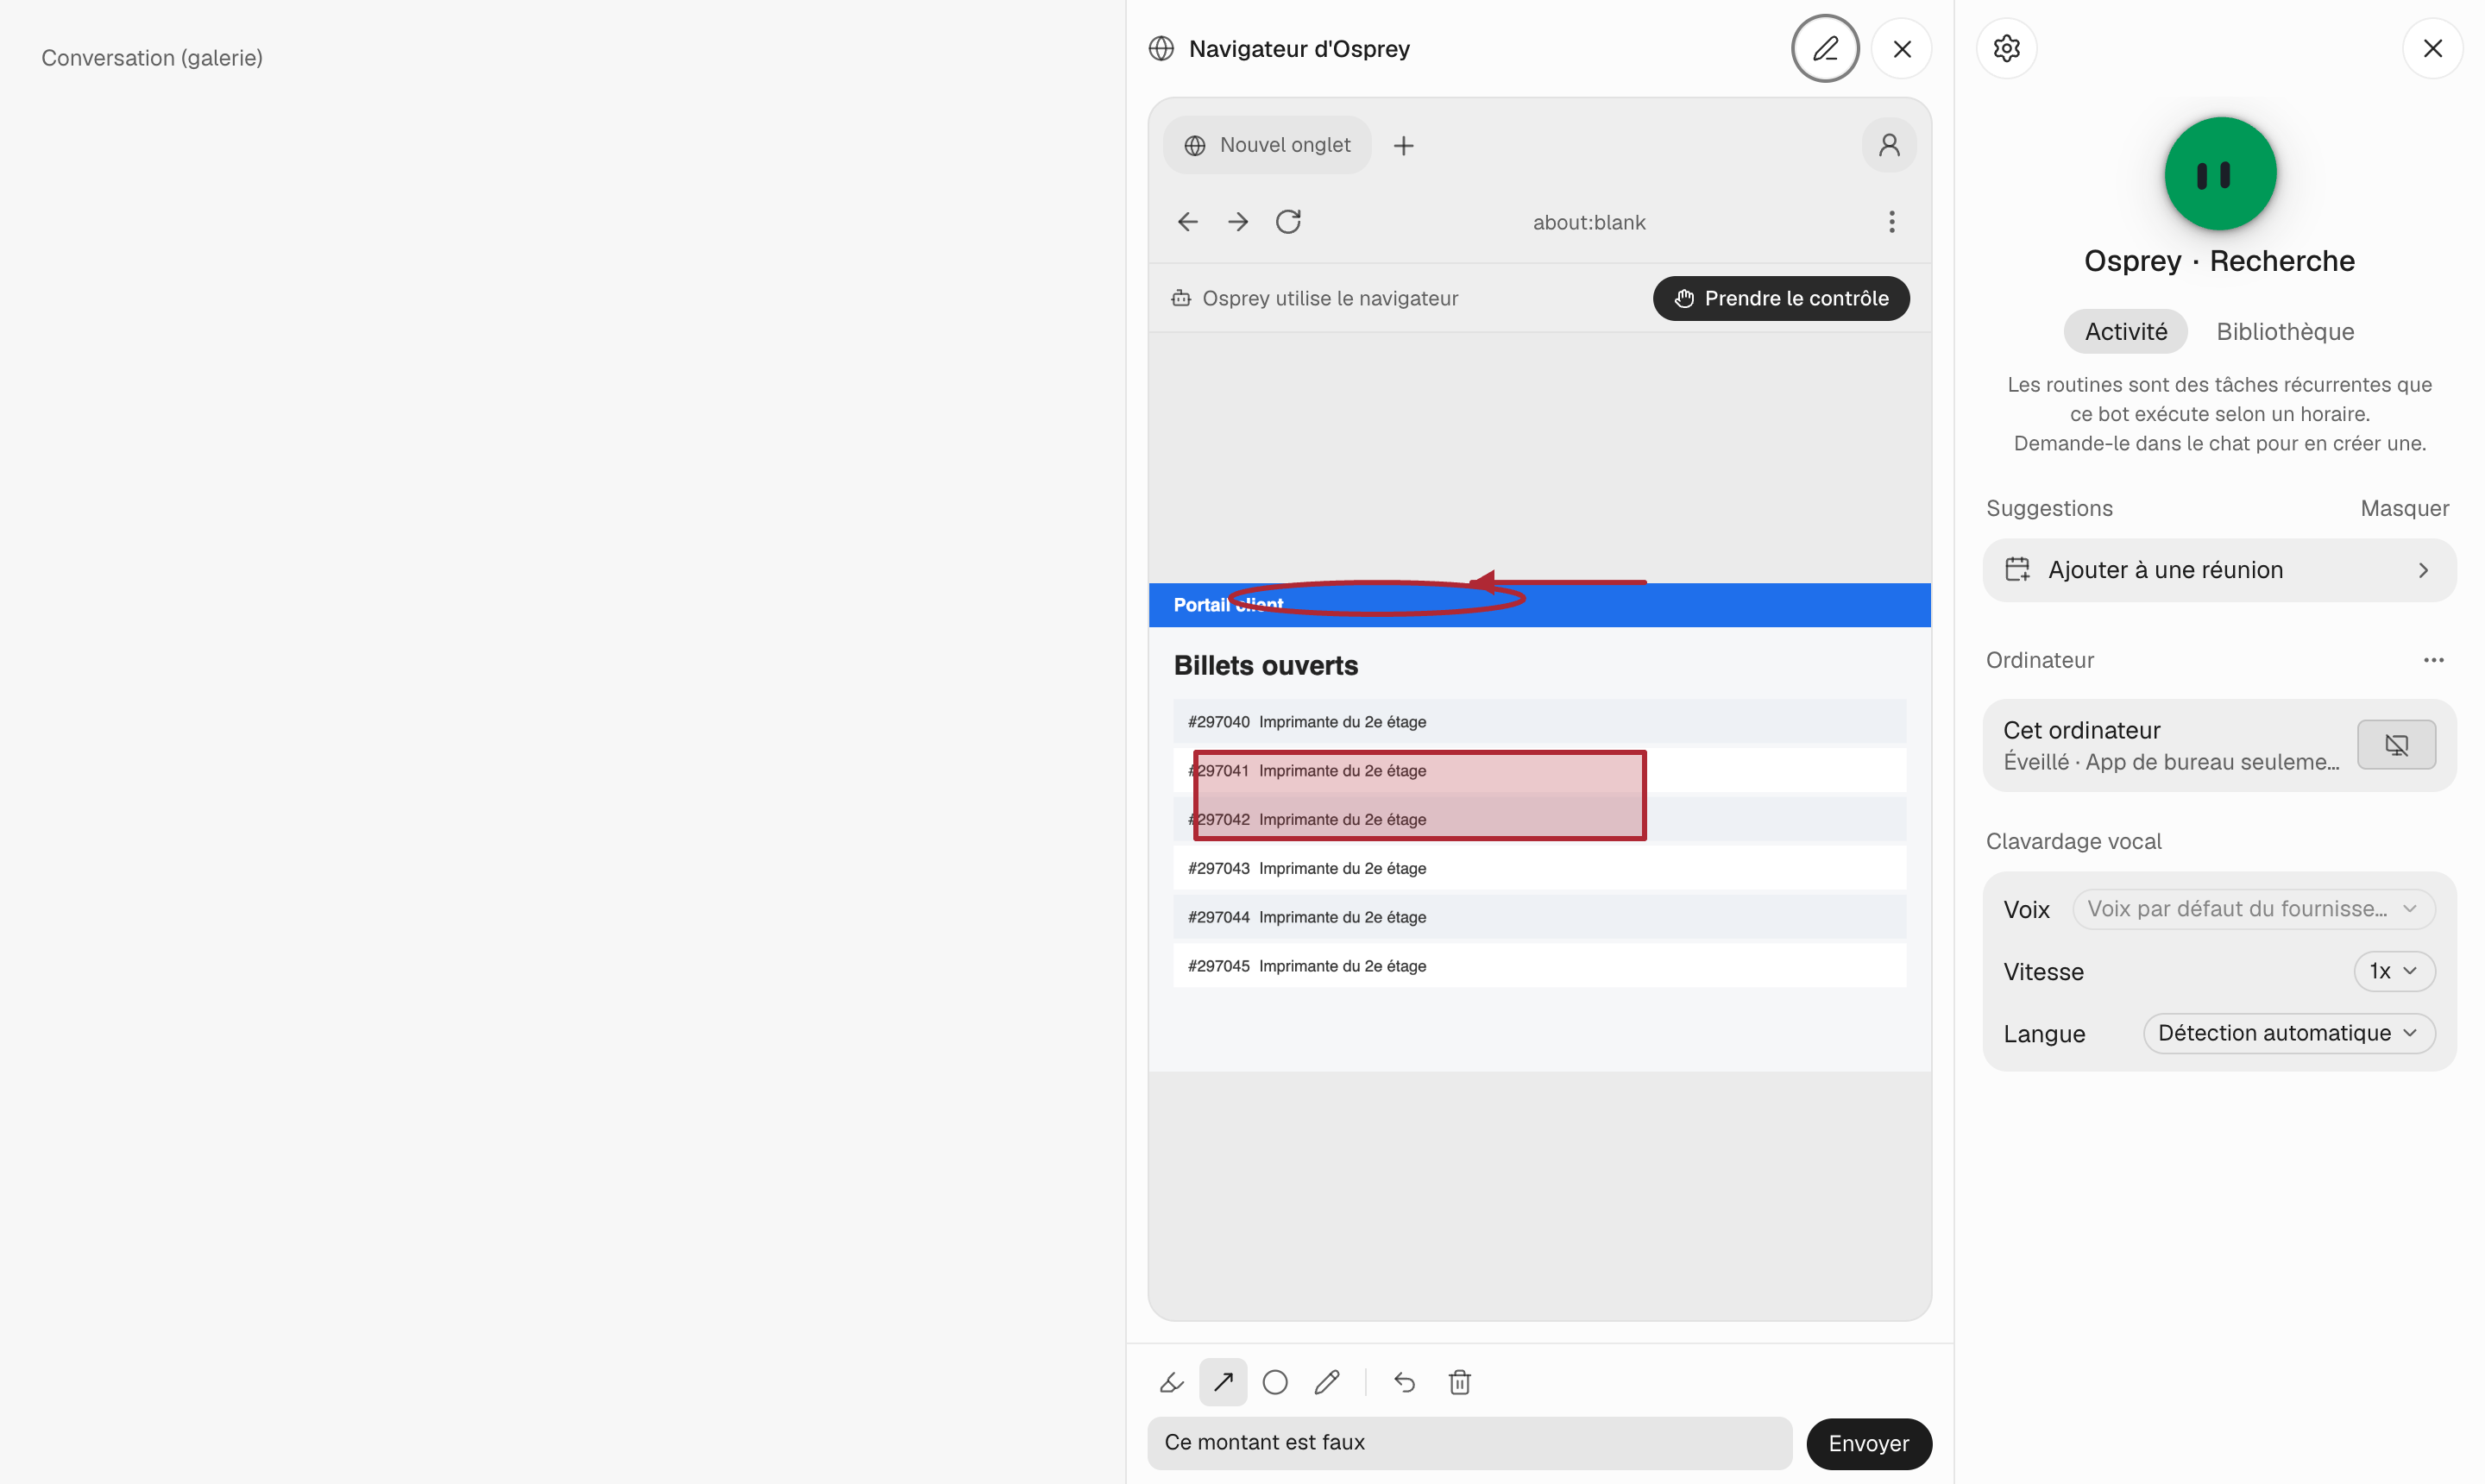 Conversation (galerie)
Navigateur d'Osprey
Nouvel onglet
about:blank
Osprey utilise le navigateur
Prendre le contrôle
Portail client
Billets ouverts
#297040 Imprimante du 2e étage
#297041 Imprimante du 2e étage
#297042 Imprimante du 2e étage
#297043 Imprimante du 2e étage
#297044 Imprimante du 2e étage
#297045 Imprimante du 2e étage
Ce montant est faux
Envoyer
Osprey · Recherche
Activité
Bibliothèque
Les routines sont des tâches récurrentes que
ce bot exécute selon un horaire.
Demande-le dans le chat pour en créer une.
Suggestions
Masquer
Ajouter à une réunion
Ordinateur
Cet ordinateur
Éveillé · App de bureau seuleme...
Clavardage vocal
Voix
Voix par défaut du fournisse...
Vitesse
1x
Langue
Détection automatique